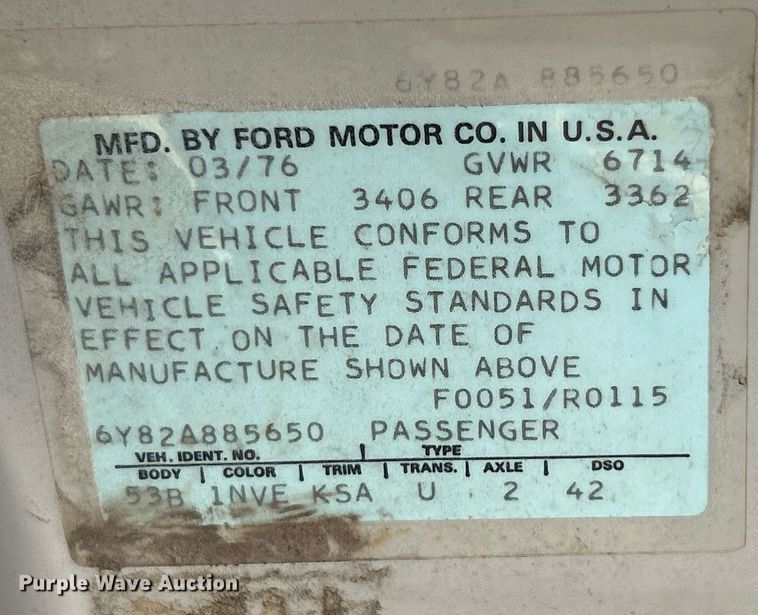 6Y82A 885650
MFD. BY FORD MOTOR CO. IN U.S.A.
DATE: 03/76 GVWR 6714
GAWR: FRONT 3406 REAR 3362
THIS VEHICLE CONFORMS TO
ALL APPLICABLE FEDERAL MOTOR
VEHICLE SAFETY STANDARDS IN
EFFECT ON THE DATE OF
MANUFACTURE SHOWN ABOVE
F0051/R0115
6Y82A885650 PASSENGER
VEH. IDENT. NO. | TYPE
BODY | COLOR | TRIM | TRANS. | AXLE | DSO
53B 1NVE KSA U 2 42
Purple Wave Auction